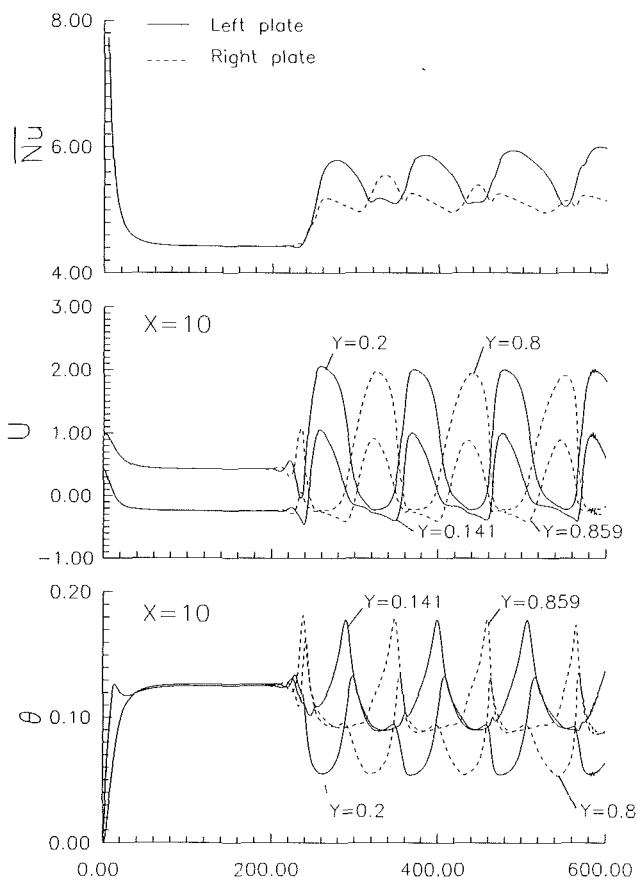 8.00
Left plate
Right plate
Nu
6.00
4.00
3.00
X=10
Y=0.2
Y=0.8
2.00
U
1.00
0.00
Y=0.141
Y=0.859
−1.00
0.20
X=10
Y=0.141
Y=0.859
θ
0.10
Y=0.2
Y=0.8
0.00
0.00
200.00
400.00
600.00